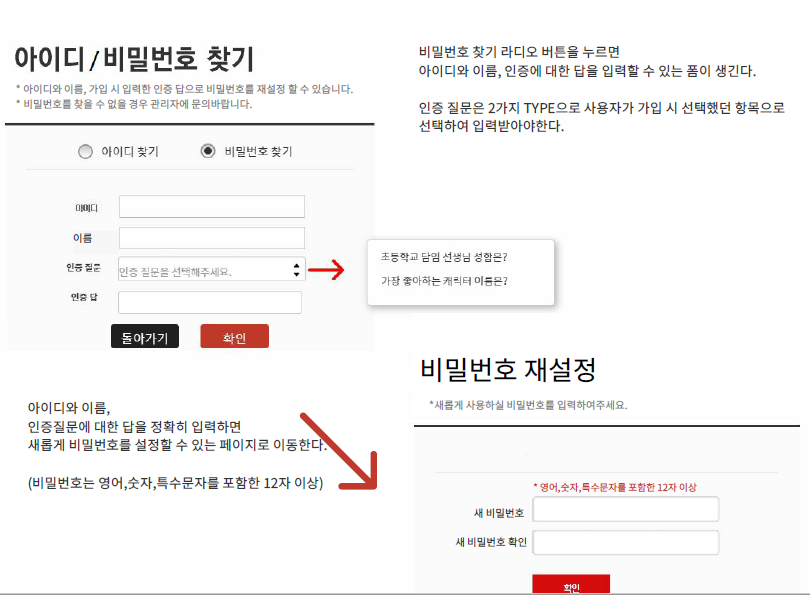 아이디/비밀번호 찾기
* 아이디와 이름, 가입 시 입력한 인증 답으로 비밀번호를 재설정 할 수 있습니다.
* 비밀번호를 찾을 수 없을 경우 관리자에 문의바랍니다.
아이디 찾기
비밀번호 찾기
아이디
이름
인증 질문
인증 질문을 선택해주세요.
인증 답
돌아가기
확인
비밀번호 찾기 라디오 버튼을 누르면
아이디와 이름, 인증에 대한 답을 입력할 수 있는 폼이 생긴다.
인증 질문은 2가지 TYPE으로 사용자가 가입 시 선택했던 항목으로
선택하여 입력받아야한다.
초등학교 담임 선생님 성함은?
가장 좋아하는 캐릭터 이름은?
아이디와 이름,
인증질문에 대한 답을 정확히 입력하면
새롭게 비밀번호를 설정할 수 있는 페이지로 이동한다.
(비밀번호는 영어,숫자,특수문자를 포함한 12자 이상)
비밀번호 재설정
*새롭게 사용하실 비밀번호를 입력하여주세요.
* 영어,숫자,특수문자를 포함한 12자 이상
새 비밀번호
새 비밀번호 확인
확인